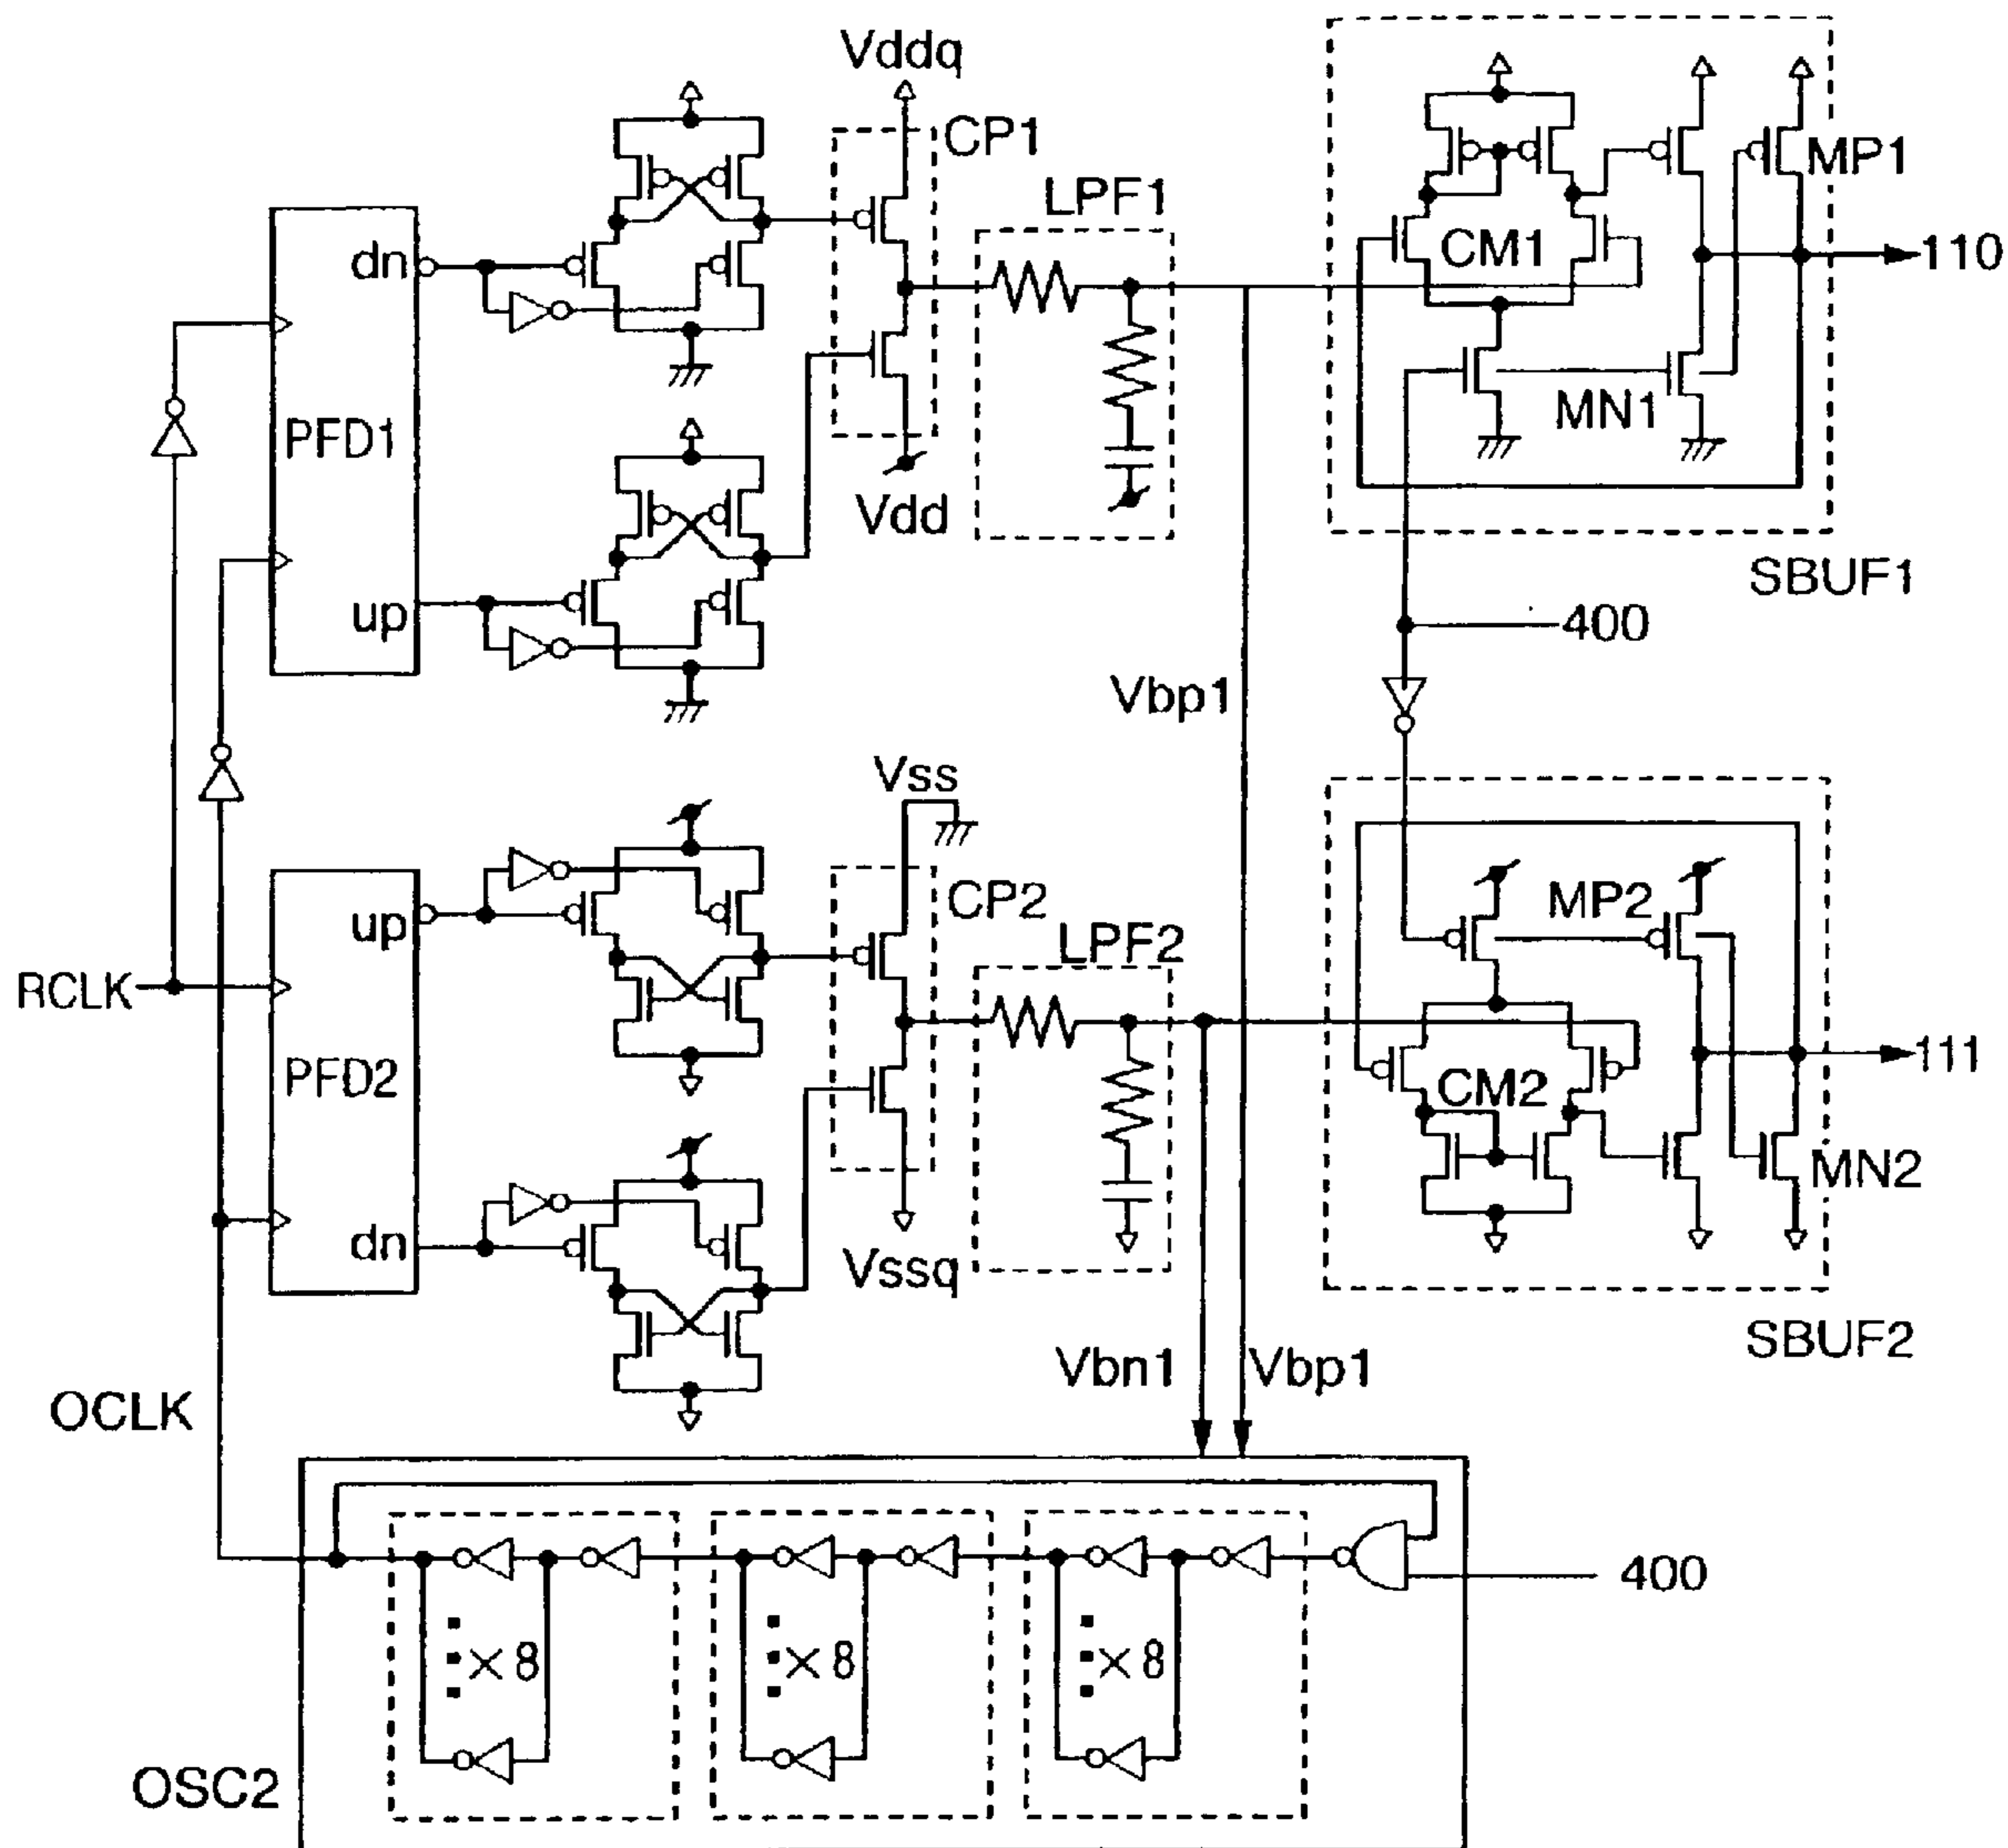 Vddq
CP1
MP1
LPF1
dn
CM1
110
PFD1
MN1
Vdd
up
SBUF1
400
Vbp1
Vss
up
CP2
MP2
LPF2
RCLK
PFD2
CM2
111
MN2
dn
Vssq
SBUF2
Vbn1
Vbp1
OCLK
400
×8
×8
×8
OSC2